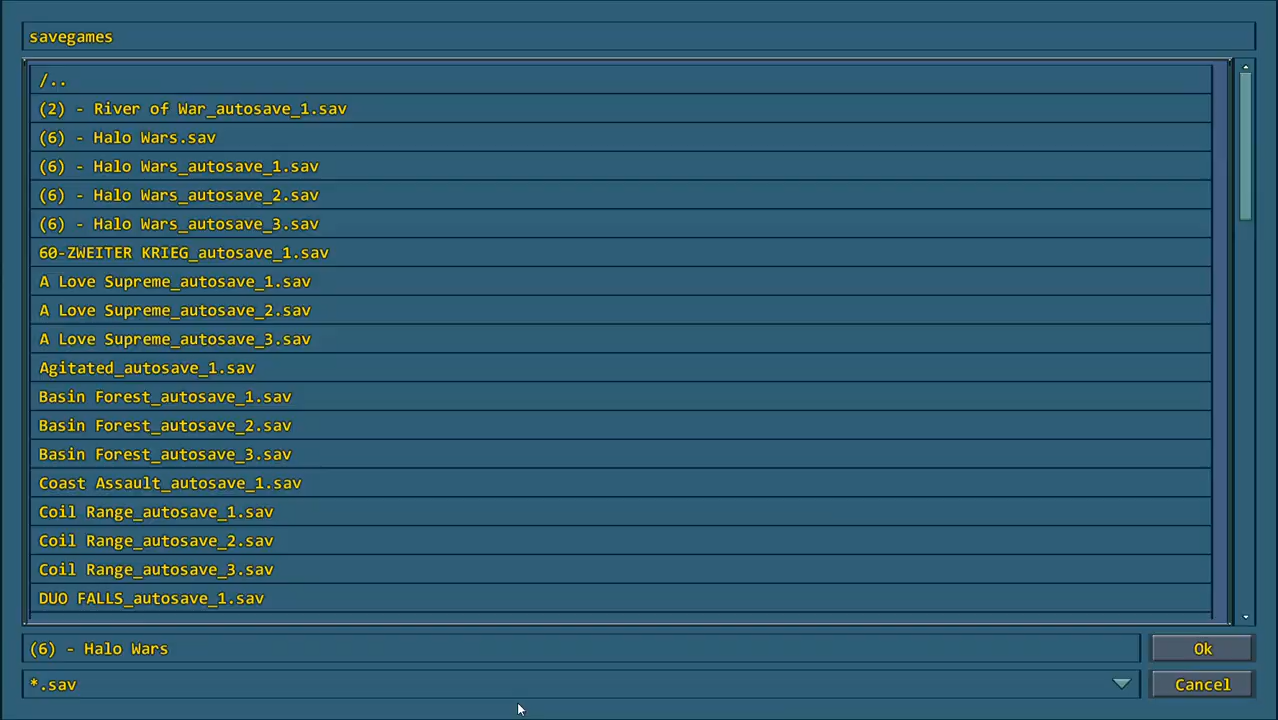 savegames
/..
(2) - River of War_autosave_1.sav
(6) - Halo Wars.sav
(6) - Halo Wars_autosave_1.sav
(6) - Halo Wars_autosave_2.sav
(6) - Halo Wars_autosave_3.sav
60-ZWEITER KRIEG_autosave_1.sav
A Love Supreme_autosave_1.sav
A Love Supreme_autosave_2.sav
A Love Supreme_autosave_3.sav
Agitated_autosave_1.sav
Basin Forest_autosave_1.sav
Basin Forest_autosave_2.sav
Basin Forest_autosave_3.sav
Coast Assault_autosave_1.sav
Coil Range_autosave_1.sav
Coil Range_autosave_2.sav
Coil Range_autosave_3.sav
DUO FALLS_autosave_1.sav
(6) - Halo Wars
Ok
*.sav
Cancel